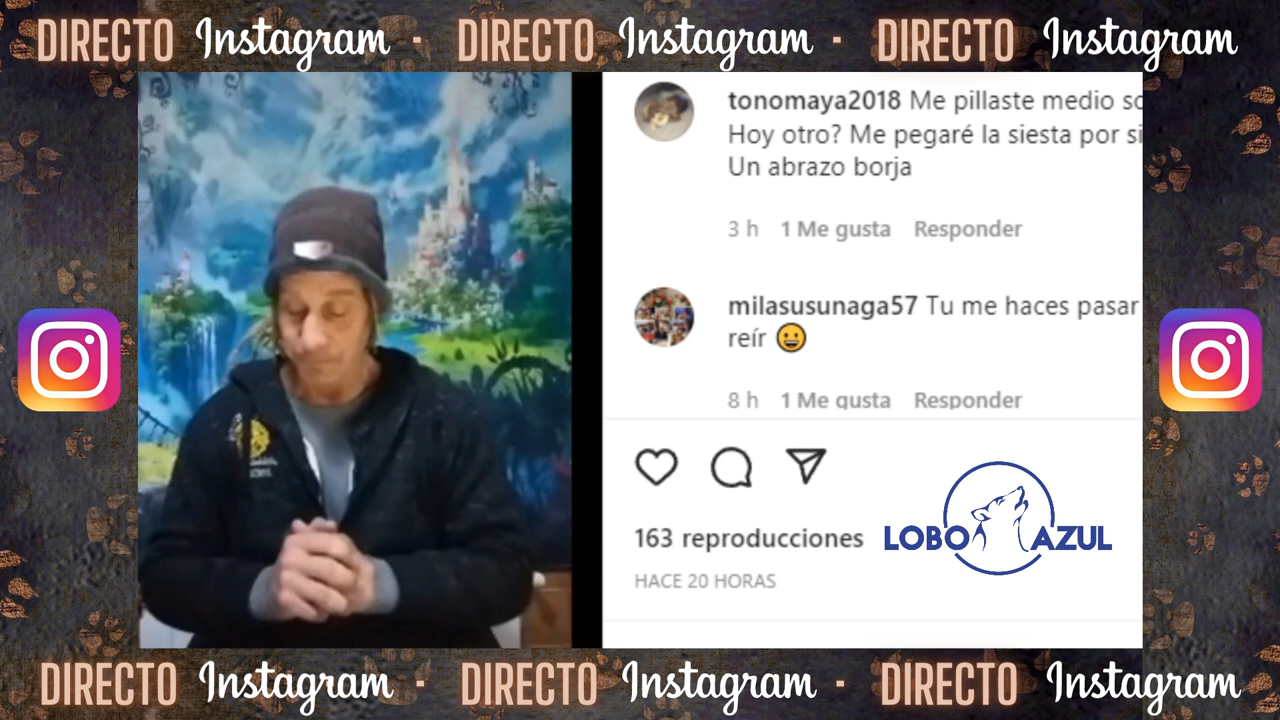 DIRECTO Instagram · DIRECTO Instagram · DIRECTO Instagram
tonomaya2018 Me pillaste medio
Hoy otro? Me pegaré la siesta por
Un abrazo borja
3 h 1 Me gusta Responder
milasusunaga57 Tu me haces pasar
reír 😀
8 h 1 Me gusta Responder
163 reproducciones
LOBO AZUL
HACE 20 HORAS
DIRECTO Instagram · DIRECTO Instagram · DIRECTO Instagram